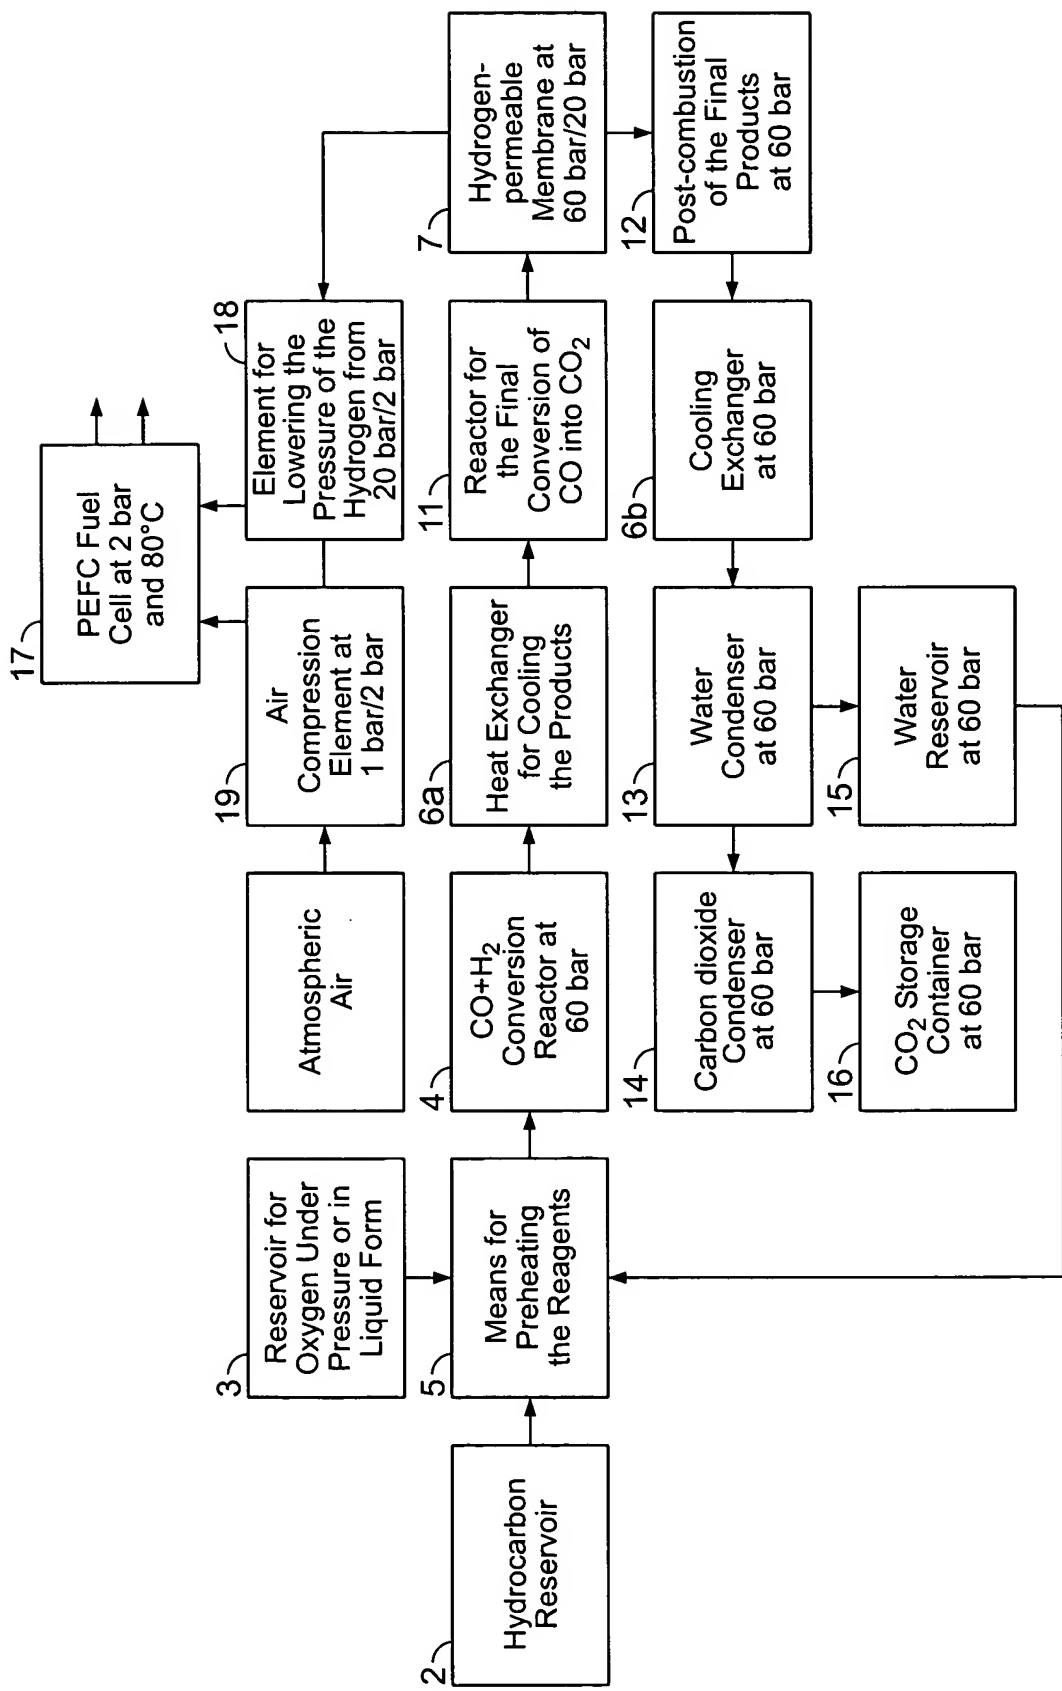 17
PEFC Fuel
Cell at 2 bar
and 80°C
3
Reservoir for
Oxygen Under
Pressure or in
Liquid Form
Atmospheric
Air
19
Air
Compression
Element at
1 bar/2 bar
18
Element for
Lowering the
Pressure of the
Hydrogen from
20 bar/2 bar
2
Hydrocarbon
Reservoir
5
Means for
Preheating
the Reagents
4
CO+H2
Conversion
Reactor at
60 bar
6a
Heat Exchanger
for Cooling
the Products
11
Reactor for
the Final
Conversion of
CO into CO2
7
Hydrogen-
permeable
Membrane at
60 bar/20 bar
14
Carbon dioxide
Condenser
at 60 bar
13
Water
Condenser
at 60 bar
6b
Cooling
Exchanger
at 60 bar
12
Post-combustion
of the Final
Products
at 60 bar
16
CO2 Storage
Container
at 60 bar
15
Water
Reservoir
at 60 bar